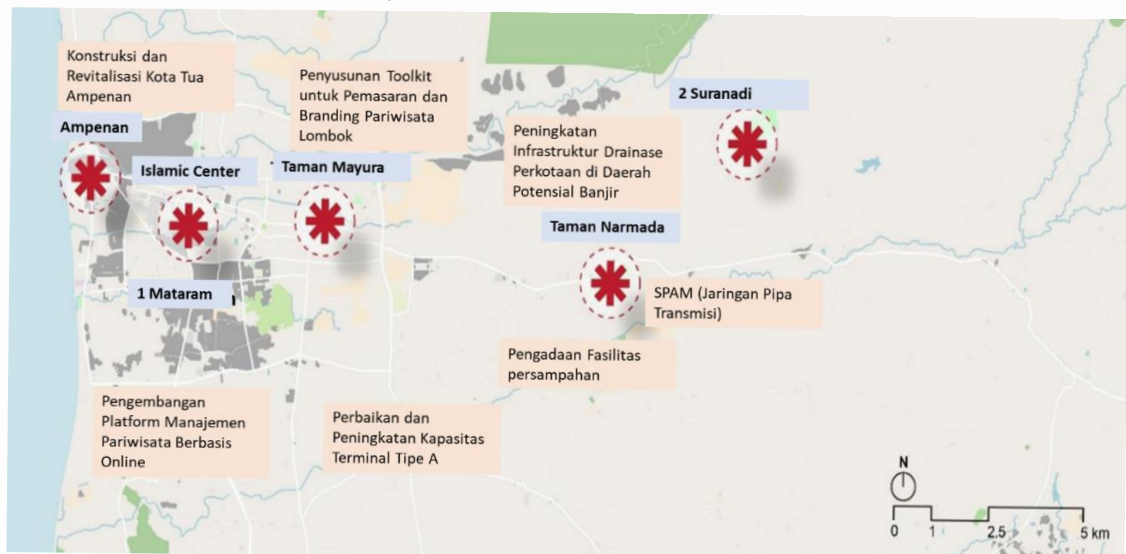 Konstruksi dan
Revitalisasi Kota Tua
Ampenan
Ampenan
Islamic Center
Penyusunan Toolkit
untuk Pemasaran dan
Branding Pariwisata
Lombok
Taman Mayura
Peningkatan
Infrastruktur Drainase
Perkotaan di Daerah
Potensial Banjir
2 Suranadi
Taman Narmada
1 Mataram
SPAM (Jaringan Pipa
Transmisi)
Pengadaan Fasilitas
persampahan
Pengembangan
Platform Manajemen
Pariwisata Berbasis
Online
Perbaikan dan
Peningkatan Kapasitas
Terminal Tipe A
N
0 1 2.5 5 km